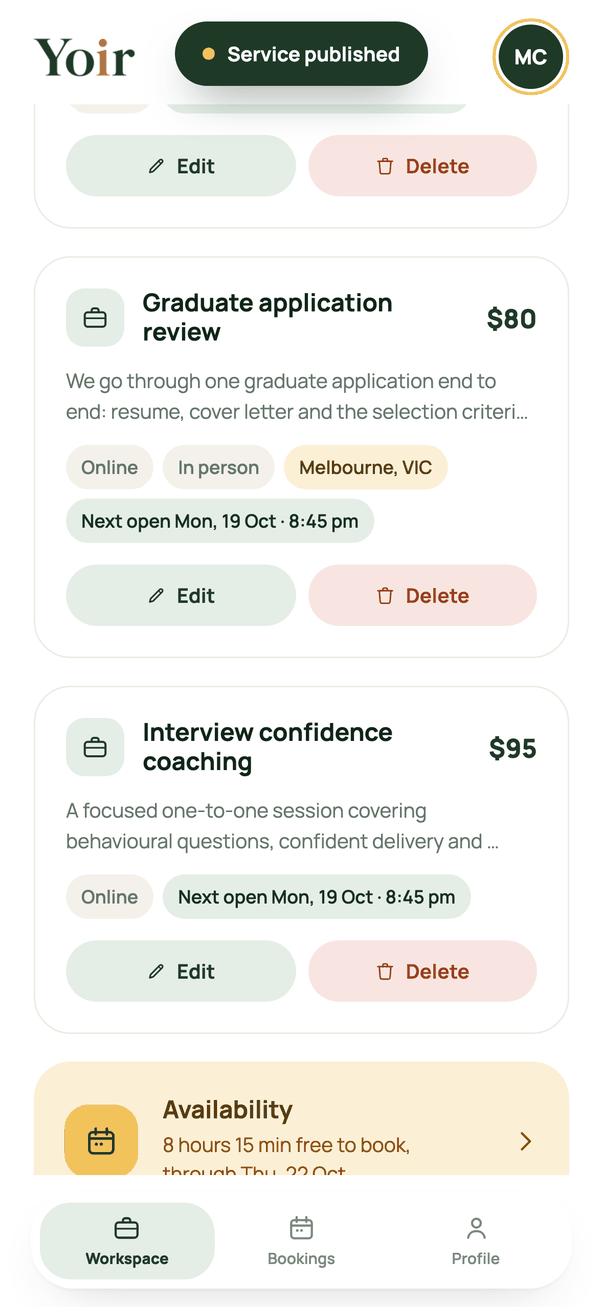 Yoir
Service published
MC
Edit
Delete
Graduate application
review
$80
We go through one graduate application end to
end: resume, cover letter and the selection criteri...
Online
In person
Melbourne, VIC
Next open Mon, 19 Oct · 8:45 pm
Edit
Delete
Interview confidence
coaching
$95
A focused one-to-one session covering
behavioural questions, confident delivery and ...
Online
Next open Mon, 19 Oct · 8:45 pm
Edit
Delete
Availability
8 hours 15 min free to book,
through Thu, 22 Oct
Workspace
Bookings
Profile